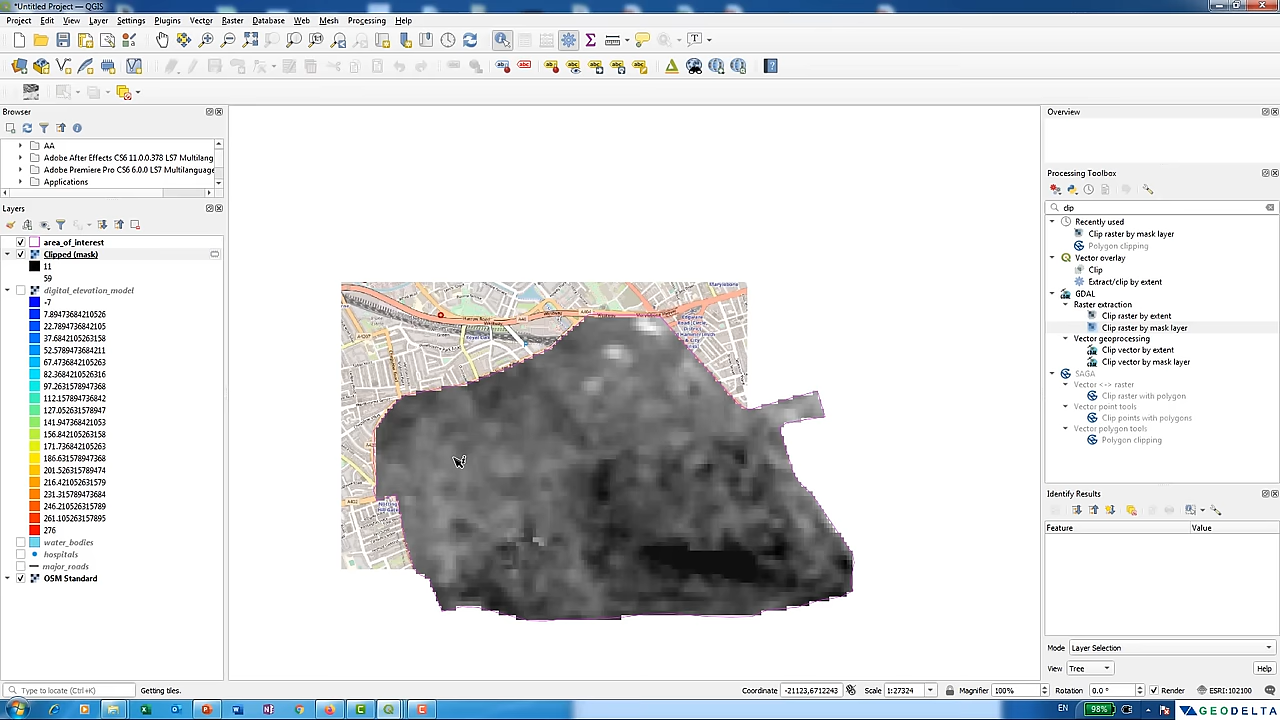 *Untitled Project — QGIS
Project Edit View Layer Settings Plugins Vector Raster Database Web Mesh Processing Help
Browser
AA
Adobe After Effects CS6 11.0.0.378 LS7 Multilang
Adobe Premiere Pro CS6 6.0.0 LS7 Multilanguage
Applications
Layers
area_of_interest
Clipped (mask)
11
59
digital_elevation_model
-7
7.89473684210526
22.7894736842105
37.6842105263158
52.5789473684211
67.4736842105263
82.3684210526316
97.2631578947368
112.157894736842
127.052631578947
141.947368421053
156.842105263158
171.736842105263
186.631578947368
201.526315789474
216.421052631579
231.315789473684
246.210526315789
261.105263157895
276
water_bodies
hospitals
major_roads
OSM Standard
Overview
Processing Toolbox
clip
Recently used
Clip raster by mask layer
Polygon clipping
Vector overlay
Clip
Extract/clip by extent
GDAL
Raster extraction
Clip raster by extent
Clip raster by mask layer
Vector geoprocessing
Clip vector by extent
Clip vector by mask layer
SAGA
Vector <-> raster
Clip raster with polygon
Vector point tools
Clip points with polygons
Vector polygon tools
Polygon clipping
Identify Results
Feature Value
Mode Layer Selection
View Tree Help
Type to locate (Ctrl+K) Getting tiles. Coordinate -21123,6712243 Scale 1:27324 Magnifier 100% Rotation 0.0 ° Render ESRI:102100
EN 98% GEODELTA